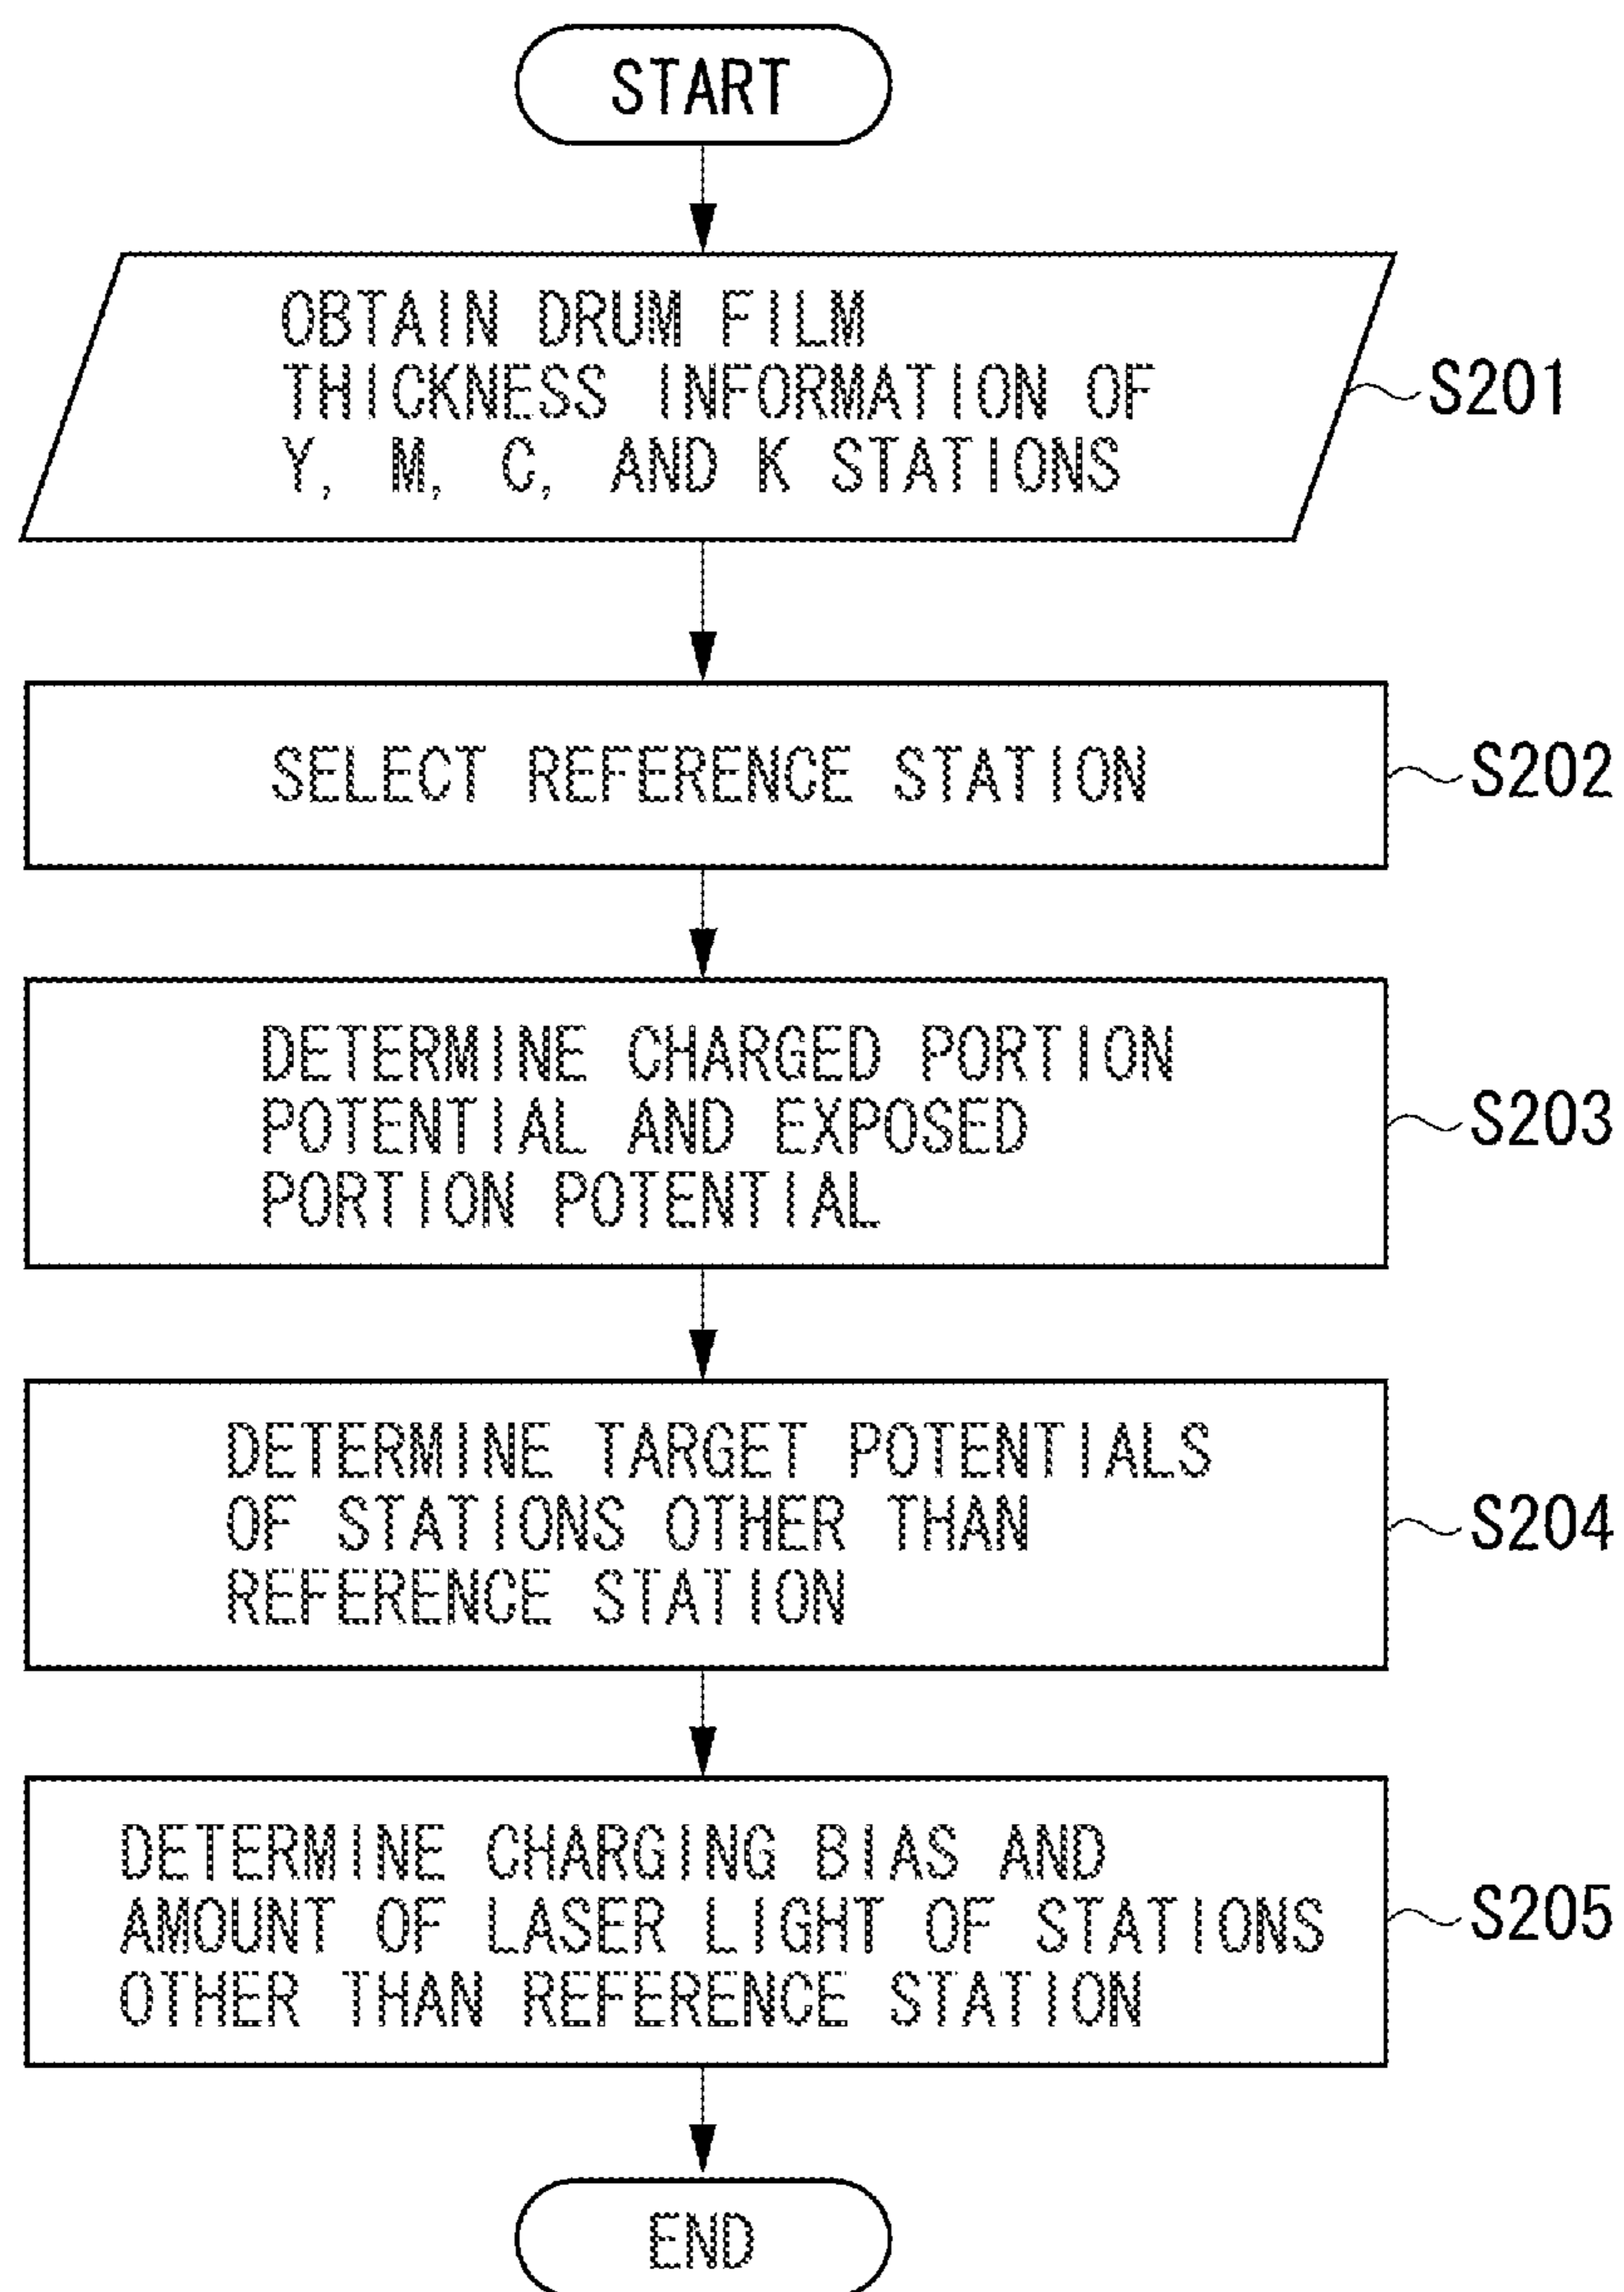 START
OBTAIN DRUM FILM
THICKNESS INFORMATION OF
Y, M, C, AND K STATIONS
S201
SELECT REFERENCE STATION
S202
DETERMINE CHARGED PORTION
POTENTIAL AND EXPOSED
PORTION POTENTIAL
S203
DETERMINE TARGET POTENTIALS
OF STATIONS OTHER THAN
REFERENCE STATION
S204
DETERMINE CHARGING BIAS AND
AMOUNT OF LASER LIGHT OF STATIONS
OTHER THAN REFERENCE STATION
S205
END